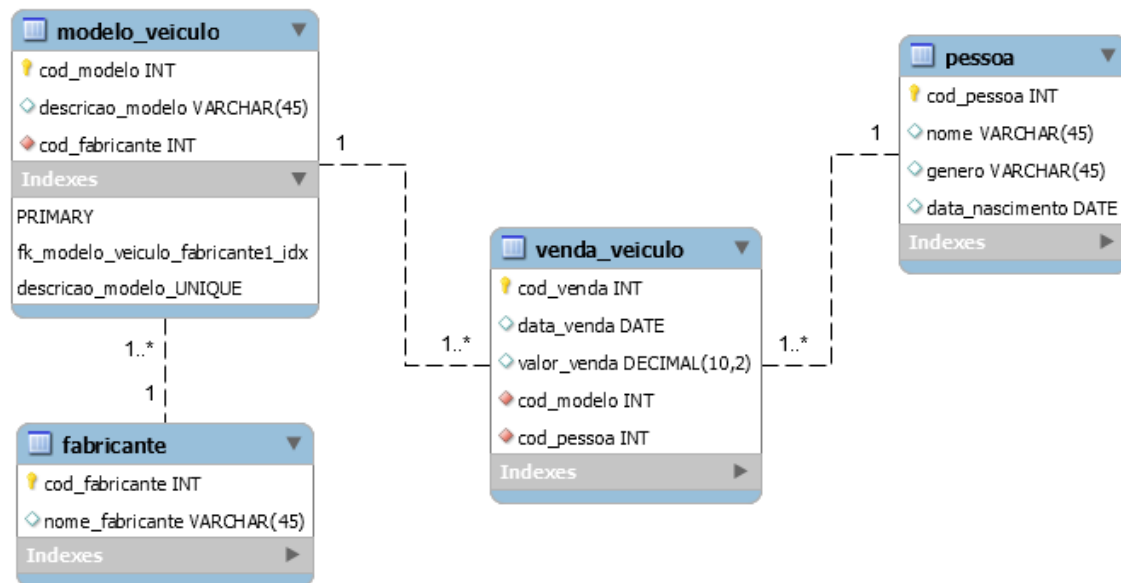 modelo_veiculo
cod_modelo INT
descricao_modelo VARCHAR(45)
cod_fabricante INT
Indexes
PRIMARY
fk_modelo_veiculo_fabricante1_idx
descricao_modelo_UNIQUE
1
1..*
1
fabricante
cod_fabricante INT
nome_fabricante VARCHAR(45)
Indexes
venda_veiculo
cod_venda INT
data_venda DATE
valor_venda DECIMAL(10,2)
cod_modelo INT
cod_pessoa INT
Indexes
1..*
1..*
1
pessoa
cod_pessoa INT
nome VARCHAR(45)
genero VARCHAR(45)
data_nascimento DATE
Indexes